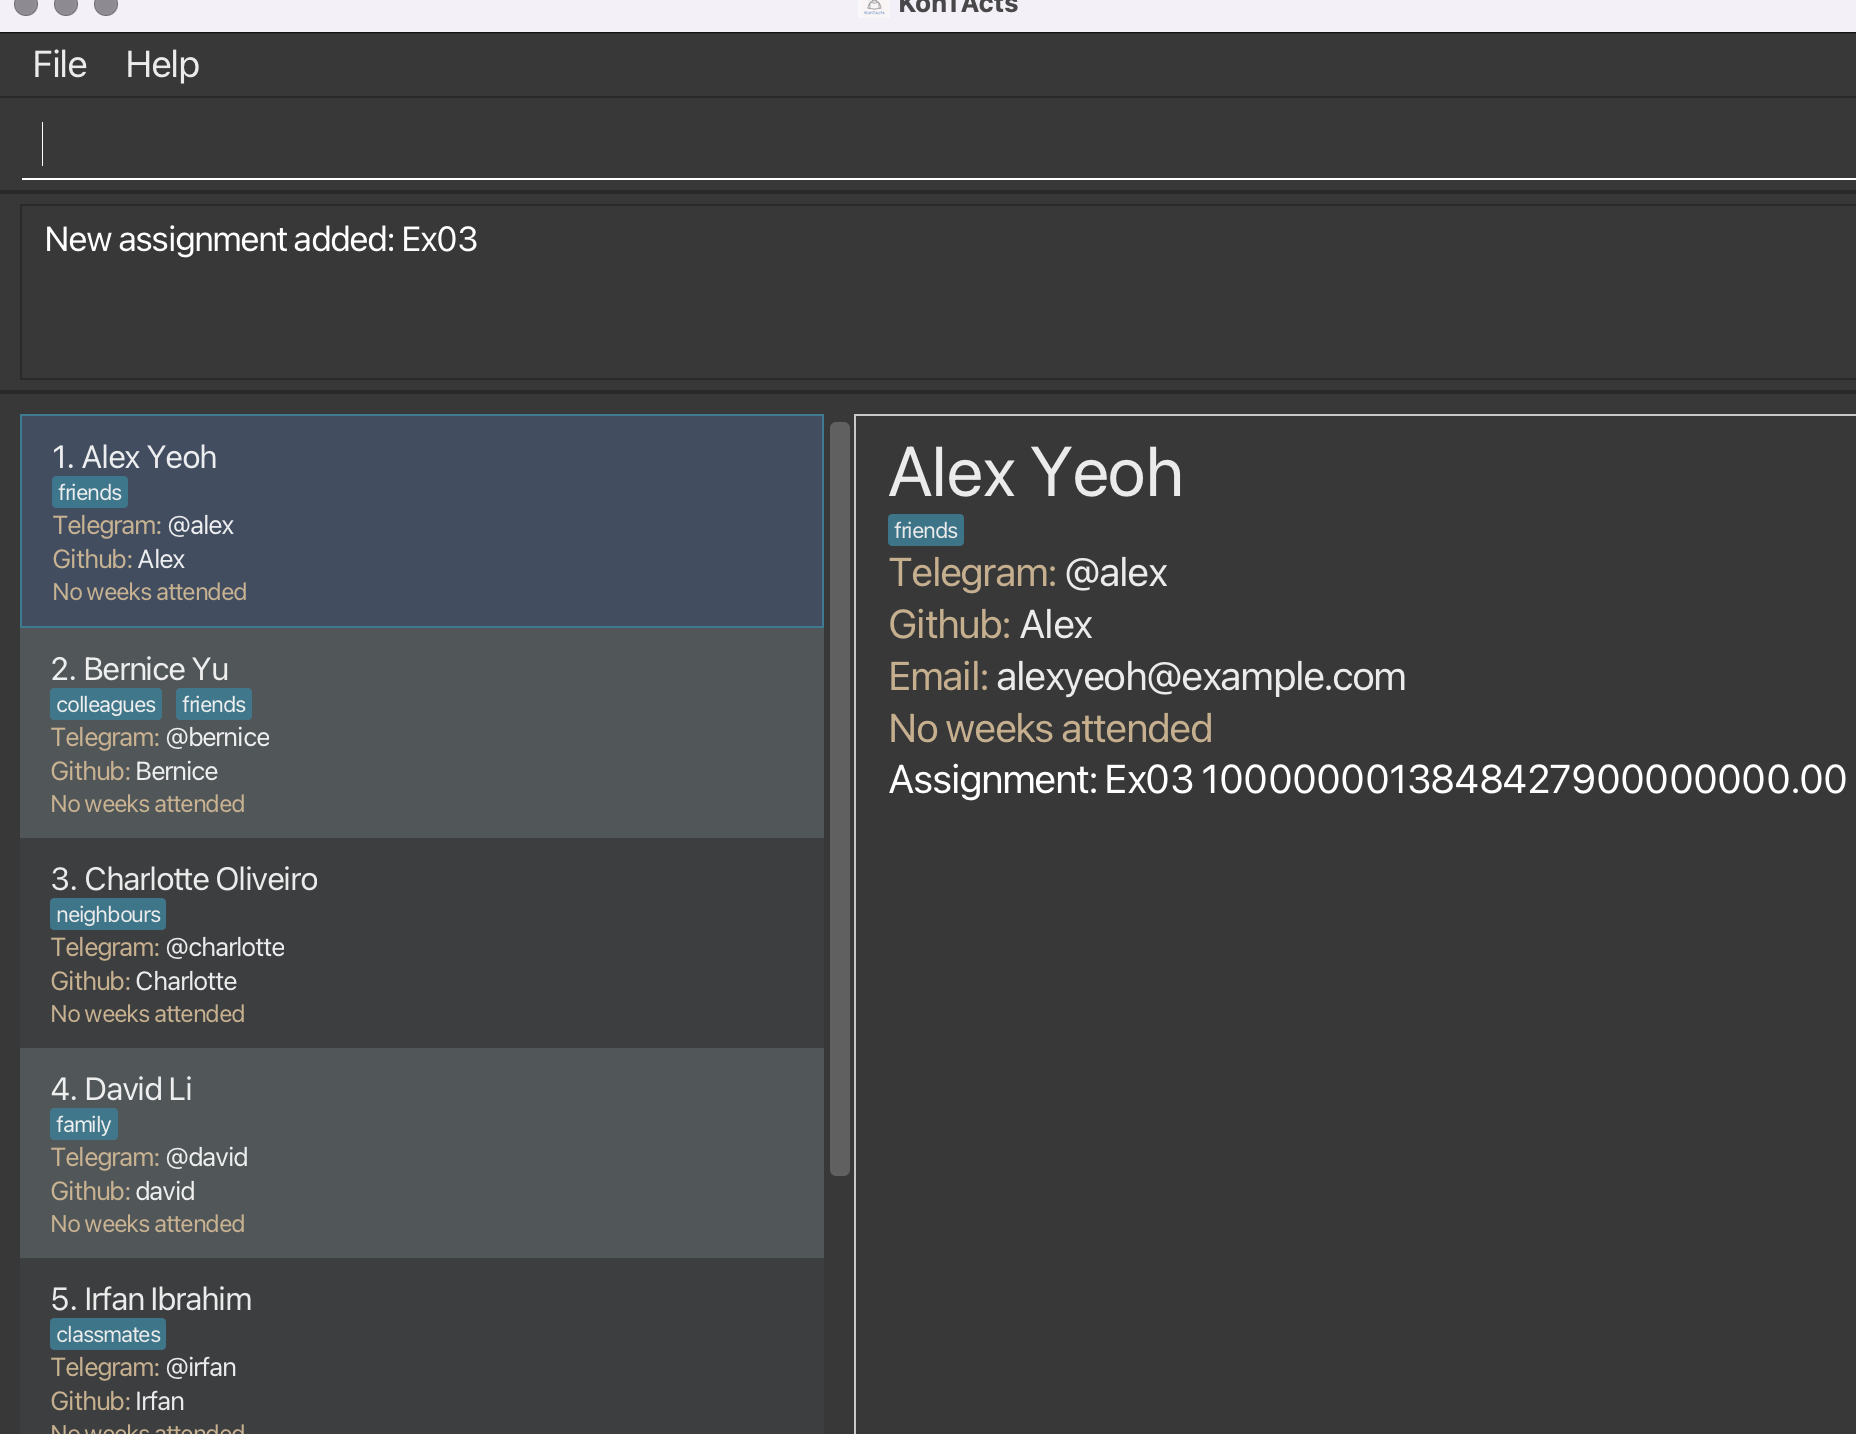 KonTActs
File Help
New assignment added: Ex03
1. Alex Yeoh
friends
Telegram: @alex
Github: Alex
No weeks attended
2. Bernice Yu
colleagues friends
Telegram: @bernice
Github: Bernice
No weeks attended
3. Charlotte Oliveiro
neighbours
Telegram: @charlotte
Github: Charlotte
No weeks attended
4. David Li
family
Telegram: @david
Github: david
No weeks attended
5. Irfan Ibrahim
classmates
Telegram: @irfan
Github: Irfan
No weeks attended
Alex Yeoh
friends
Telegram: @alex
Github: Alex
Email: alexyeoh@example.com
No weeks attended
Assignment: Ex03 10000000013848427900000000.00